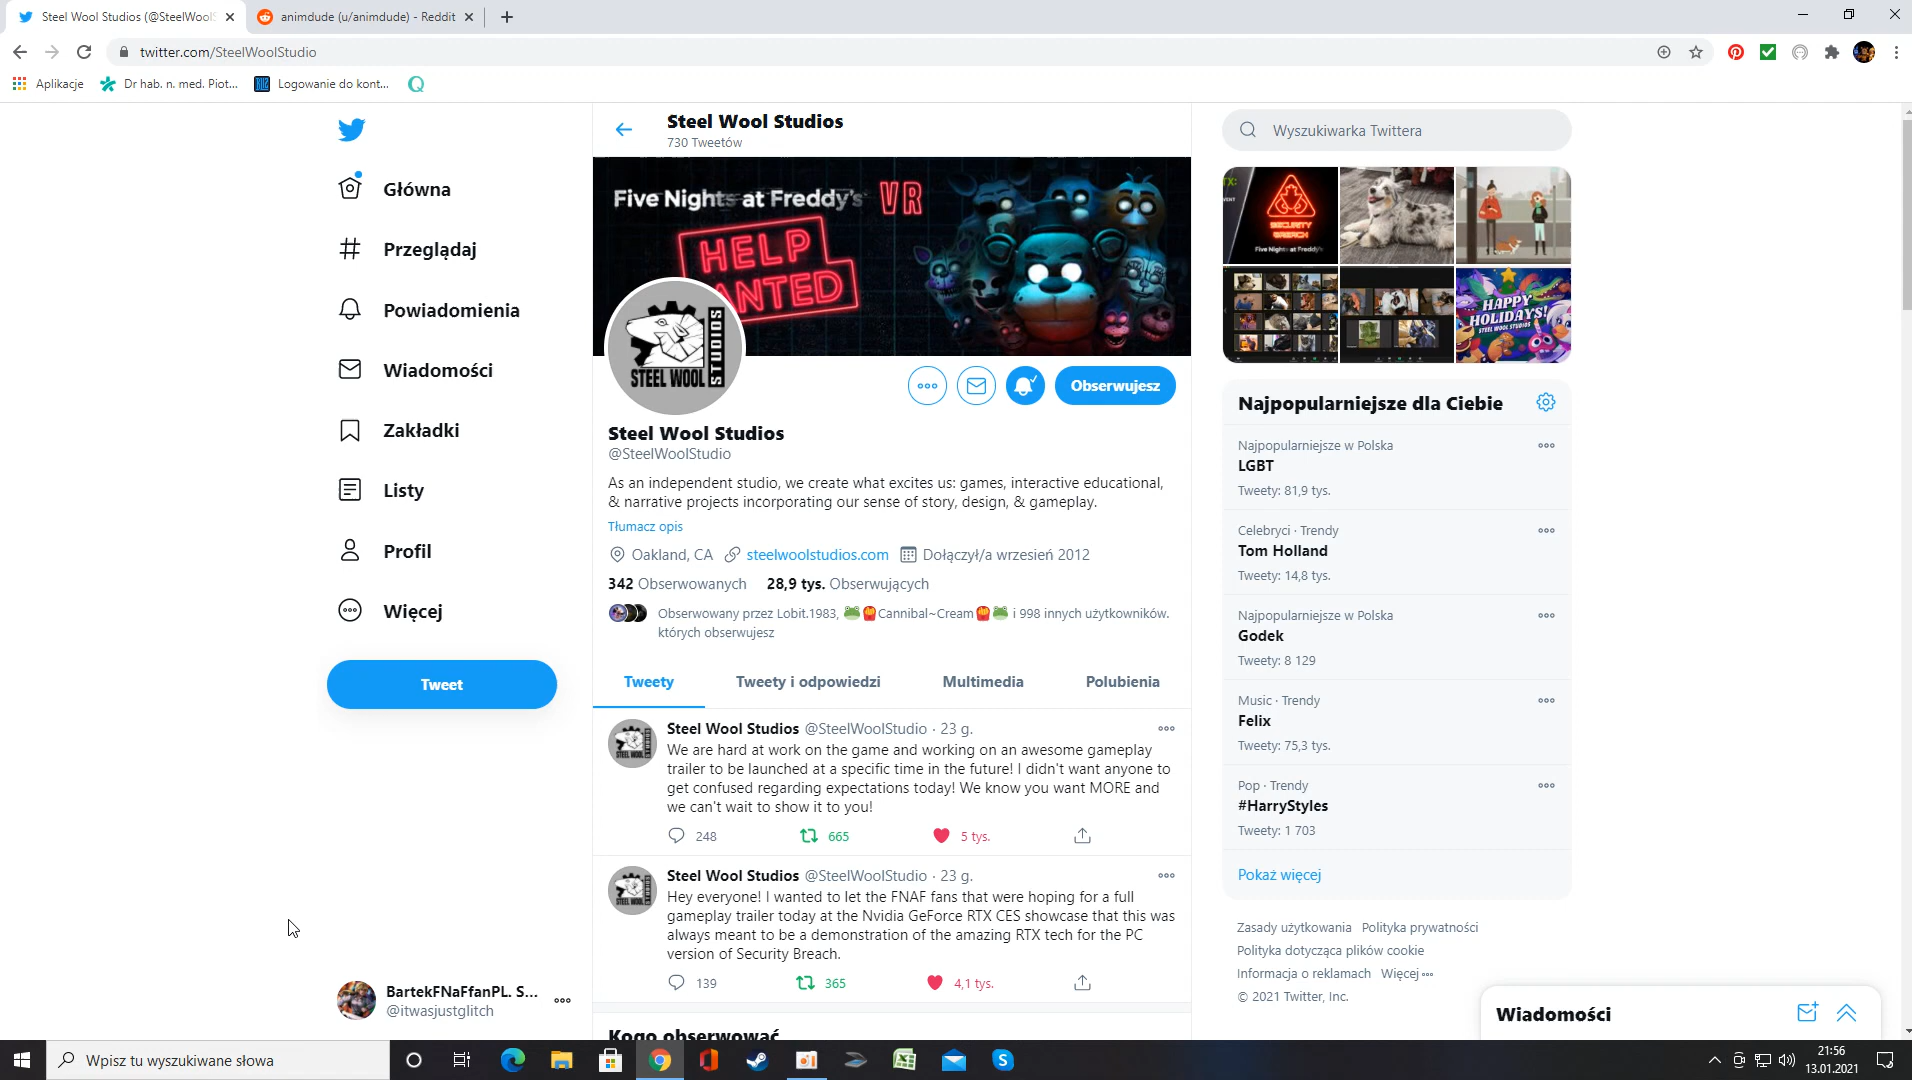 Steel Wool Studios (@SteelWoolS
animdude (u/animdude) - Reddit
twitter.com/SteelWoolStudio
Aplikacje
Dr hab. n. med. Piot...
Logowanie do kont...
Główna
Przeglądaj
Powiadomienia
Wiadomości
Zakładki
Listy
Profil
Więcej
Tweet
BartekFNaFfanPL. S...
@itwasjustglitch
Steel Wool Studios
730 Tweetów
Five Nights at Freddy's VR
HELP
WANTED
STEEL WOOL
STUDIOS
Obserwujesz
Steel Wool Studios
@SteelWoolStudio
As an independent studio, we create what excites us: games, interactive educational,
& narrative projects incorporating our sense of story, design, & gameplay.
Tłumacz opis
Oakland, CA steelwoolstudios.com Dołączył/a wrzesień 2012
342 Obserwowanych 28,9 tys. Obserwujących
Obserwowany przez Lobit.1983, 🐸🍟Cannibal~Cream🍟🐸 i 998 innych użytkowników.
których obserwujesz
Tweety Tweety i odpowiedzi Multimedia Polubienia
Steel Wool Studios @SteelWoolStudio · 23 g.
We are hard at work on the game and working on an awesome gameplay
trailer to be launched at a specific time in the future! I didn't want anyone to
get confused regarding expectations today! We know you want MORE and
we can't wait to show it to you!
248 665 5 tys.
Steel Wool Studios @SteelWoolStudio · 23 g.
Hey everyone! I wanted to let the FNAF fans that were hoping for a full
gameplay trailer today at the Nvidia GeForce RTX CES showcase that this was
always meant to be a demonstration of the amazing RTX tech for the PC
version of Security Breach.
139 365 4,1 tys.
Kogo obserwować
Wyszukiwarka Twittera
SECURITY
BREACH
Five Nights at Freddy's
HAPPY
HOLIDAYS!
STEEL WOOL STUDIOS
Najpopularniejsze dla Ciebie
Najpopularniejsze w Polska
LGBT
Tweety: 81,9 tys.
Celebryci · Trendy
Tom Holland
Tweety: 14,8 tys.
Najpopularniejsze w Polska
Godek
Tweety: 8 129
Music · Trendy
Felix
Tweety: 75,3 tys.
Pop · Trendy
#HarryStyles
Tweety: 1 703
Pokaż więcej
Zasady użytkowania Polityka prywatności
Polityka dotycząca plików cookie
Informacja o reklamach Więcej
© 2021 Twitter, Inc.
Wiadomości
Wpisz tu wyszukiwane słowa
21:56
13.01.2021